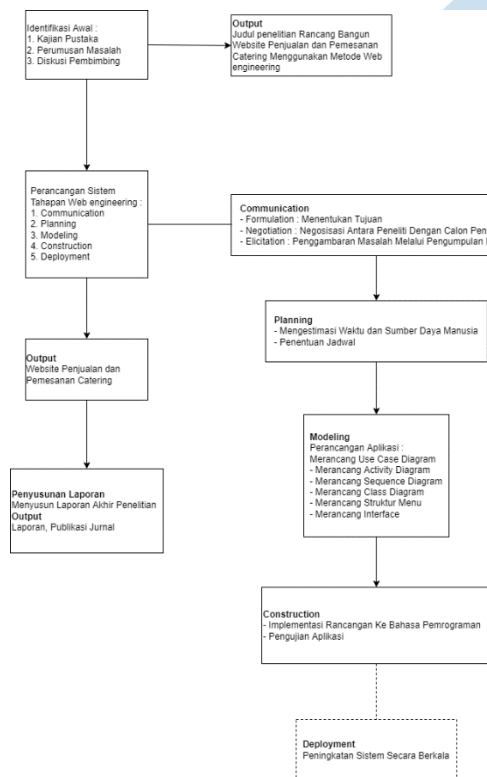 Identifikasi Awal :
1. Kajian Pustaka
2. Perumusan Masalah
3. Diskusi Pembimbing
Output
Judul penelitian Rancang Bangun
Website Penjualan dan Pemesanan
Catering Menggunakan Metode Web
engineering
Perancangan Sistem
Tahapan Web engineering :
1. Communication
2. Planning
3. Modeling
4. Construction
5. Deployment
Communication
- Formulation : Menentukan Tujuan
- Negotiation : Negosisasi Antara Peneliti Dengan Calon Pen
- Elicitation : Penggambaran Masalah Melalui Pengumpulan
Planning
- Mengestimasi Waktu dan Sumber Daya Manusia
- Penentuan Jadwal
Output
Website Penjualan dan
Pemesanan Catering
Modeling
Perancangan Aplikasi :
Merancang Use Case Diagram
- Merancang Activity Diagram
- Merancang Sequence Diagram
- Merancang Class Diagram
- Merancang Struktur Menu
- Merancang Interface
Penyusunan Laporan
Menyusun Laporan Akhir Penelitian
Output
Laporan, Publikasi Jurnal
Construction
- Implementasi Rancangan Ke Bahasa Pemrograman
- Pengujian Aplikasi
Deployment
Peningkatan Sistem Secara Berkala